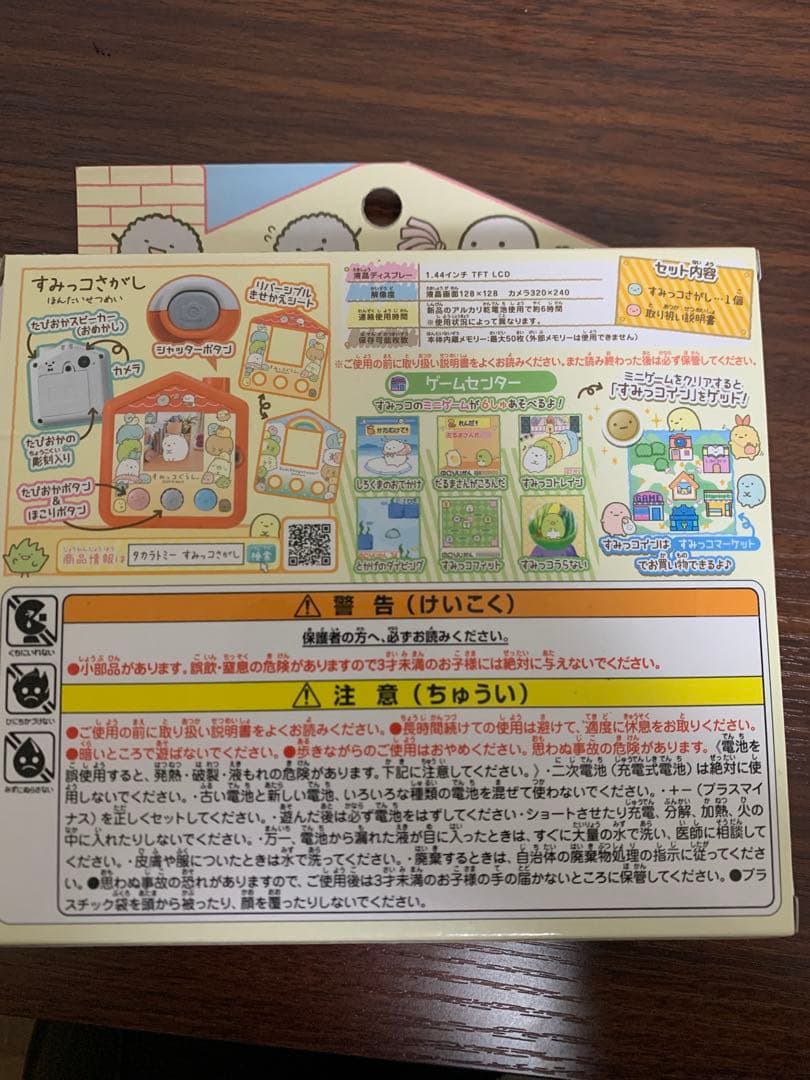 すみっコさがし
ほんたいせつめい
たぴおかスピーカー
(おめかし)
カメラ
シャッターボタン
リバーシブル
きせかえシート
たぴおかの
彫刻入り
たぴおかボタン
&
ほこりボタン
すみっコぐらし
商品情報は
タカラトミー すみっコさがし
検索
液晶ディスプレー
1.44インチ TFT LCD
解像度
液晶画面128×128 カメラ320×240
連続使用時間
新品のアルカリ乾電池使用で約6時間
※使用状況によって異なります。
保存可能枚数
本体内蔵メモリー:最大50枚(外部メモリーは使用できません)
セット内容
すみっコさがし…1個
取り扱い説明書
※ご使用の前に取り扱い説明書をよくお読みください。また読み終わった後は必ず保管してください。
ゲームセンター
すみっコのミニゲームが6しゅあそべるよ!
しろくまのおでかけ
だるまさんがころんだ
すみっコトレイン
とかげのダイビング
すみっコフィット
すみっコうらない
ミニゲームをクリアすると、
「すみっコイン」をゲット!
GAME
すみっコインは すみっコマーケット
でお買い物できるよ♪
くちにいれない
ひにちかづけない
みずにぬらさない
⚠ 警告(けいこく)
保護者の方へ、必ずお読みください。
●小部品があります。誤飲・窒息の危険がありますので3才未満のお子様には絶対に与えないでください。
⚠ 注意(ちゅうい)
●ご使用の前に取り扱い説明書をよくお読みください。●長時間続けての使用は避けて、適度に休息をお取りください。
●暗いところで遊ばないでください。●歩きながらのご使用はおやめください。思わぬ事故の危険があります。《電池を
誤使用すると、発熱・破裂・液もれの危険があります。下記に注意してください。》・二次電池(充電式電池)は絶対に使
用しないでください。・古い電池と新しい電池、いろいろな種類の電池を混ぜて使わないでください。・+−(プラスマイ
ナス)を正しくセットしてください。・遊んだ後は必ず電池をはずしてください・ショートさせたり充電、分解、加熱、火の
中に入れたりしないでください。・万一、電池から漏れた液が目に入ったときは、すぐに大量の水で洗い、医師に相談して
ください。・皮膚や服についたときは水で洗ってください。・廃棄するときは、自治体の廃棄物処理の指示に従ってくださ
い。●思わぬ事故の恐れがありますので、ご使用後は3才未満のお子様の手の届かないところに保管してください。●プラ
スチック袋を頭から被ったり、顔を覆ったりしないでください。